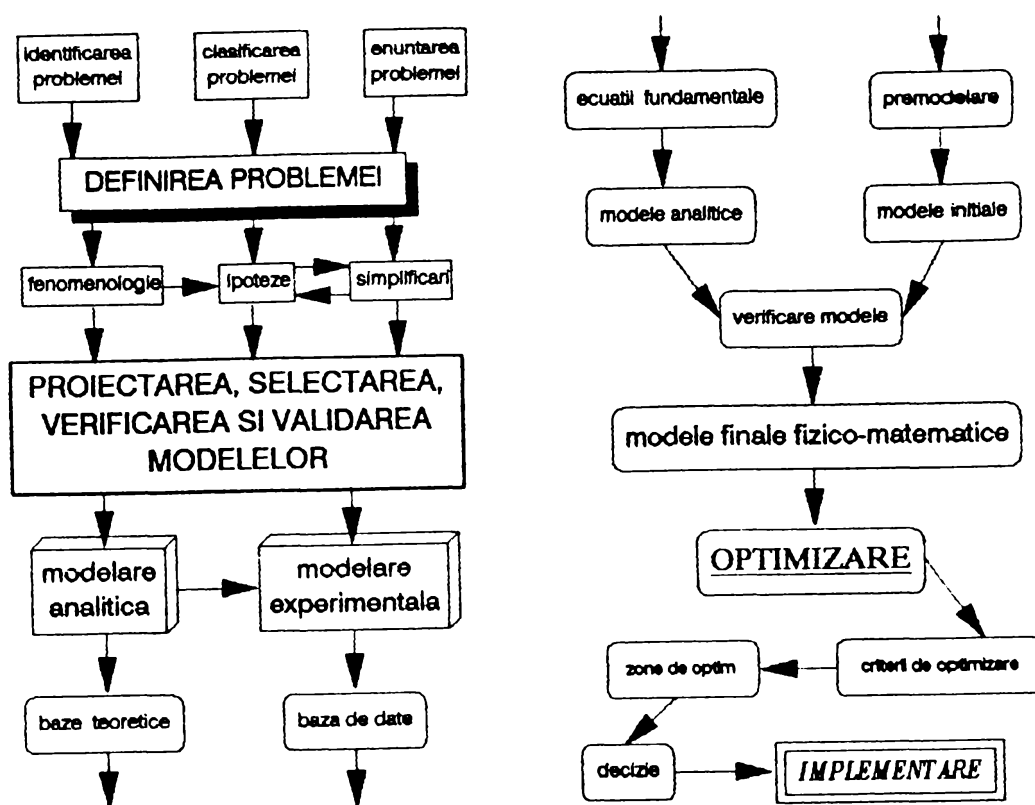 identificarea
problemei
clasificarea
problemei
enuntarea
problemei
DEFINIREA PROBLEMEI
fenomenologie
ipoteze
simplificari
PROIECTAREA, SELECTAREA,
VERIFICAREA SI VALIDAREA
MODELELOR
modelare
analitica
modelare
experimentala
baze teoretice
baza de date
ecuatii fundamentale
premodelare
modele analitice
modele initiale
verificare modele
modele finale fizico-matematice
OPTIMIZARE
criterii de optimizare
zone de optim
decizie
IMPLEMENTARE